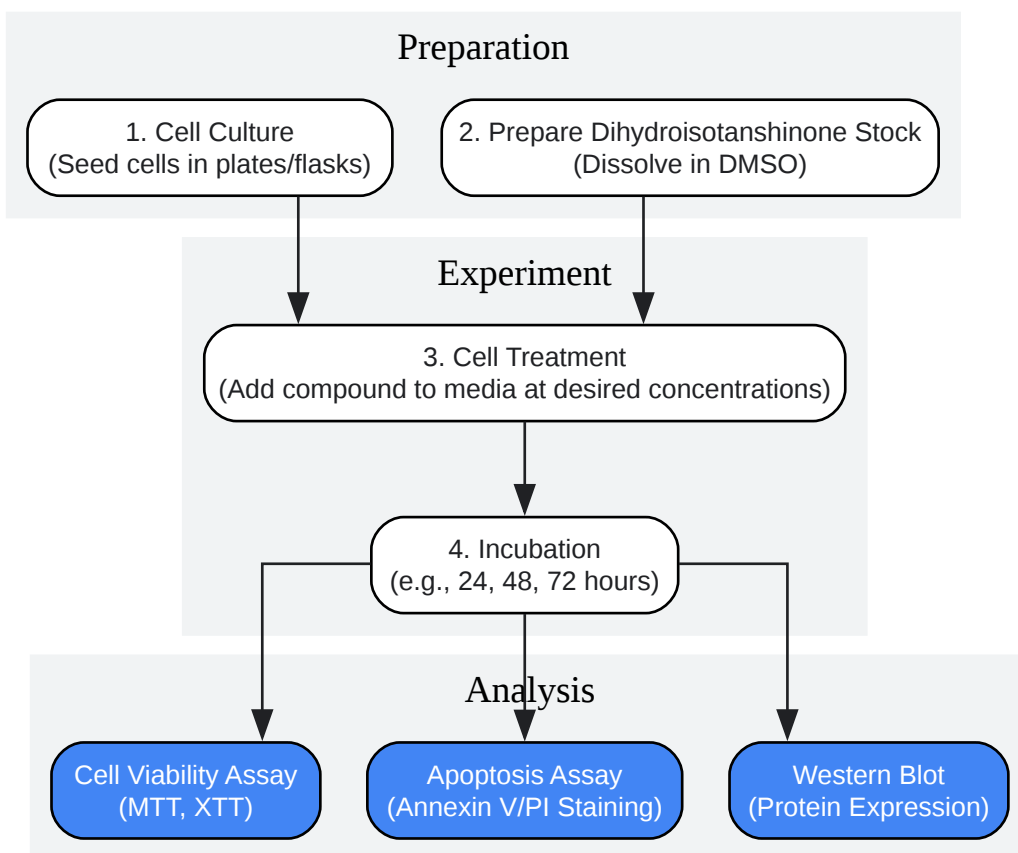 Preparation
1. Cell Culture
(Seed cells in plates/flasks)
2. Prepare Dihydroisotanshinone Stock
(Dissolve in DMSO)
Experiment
3. Cell Treatment
(Add compound to media at desired concentrations)
4. Incubation
(e.g., 24, 48, 72 hours)
Analysis
Cell Viability Assay
(MTT, XTT)
Apoptosis Assay
(Annexin V/PI Staining)
Western Blot
(Protein Expression)